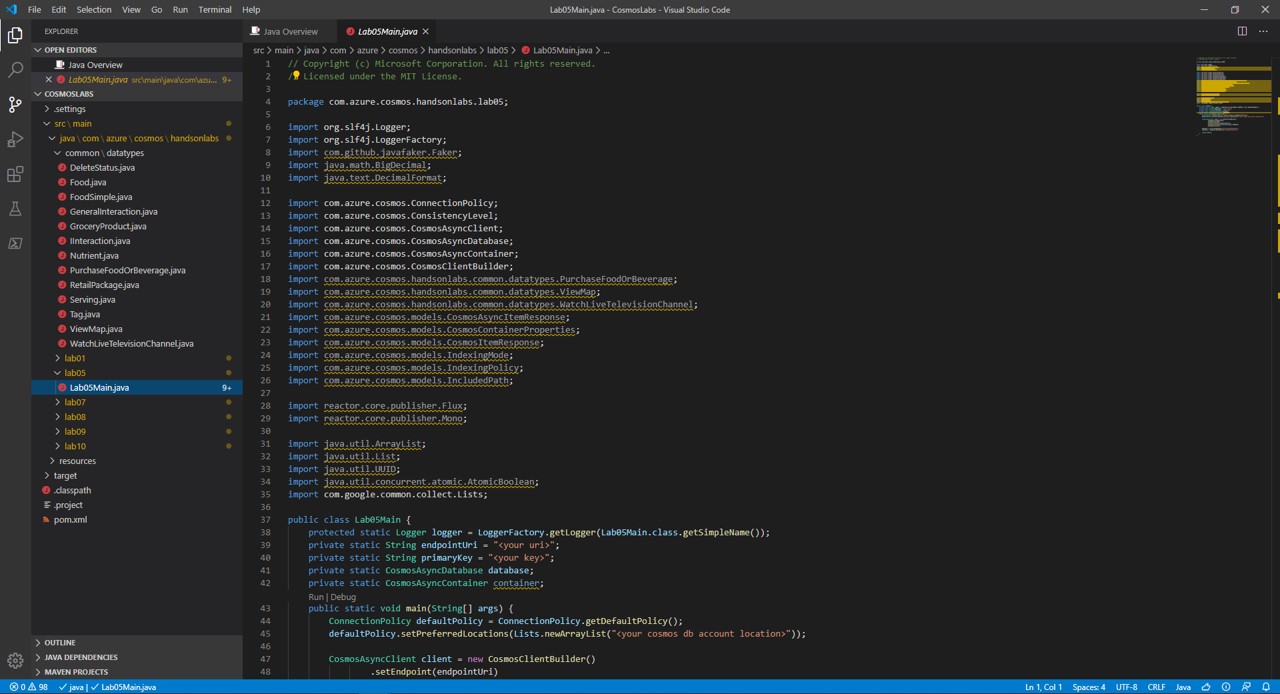 File Edit Selection View Go Run Terminal Help
Lab05Main.java - CosmosLabs - Visual Studio Code
EXPLORER
OPEN EDITORS
Java Overview
Lab05Main.java src\main\java\com\azu... 9+
COSMOSLABS
.settings
src \ main
java \ com \ azure \ cosmos \ handsonlabs
common \ datatypes
DeleteStatus.java
Food.java
FoodSimple.java
GeneralInteraction.java
GroceryProduct.java
IInteraction.java
Nutrient.java
PurchaseFoodOrBeverage.java
RetailPackage.java
Serving.java
Tag.java
ViewMap.java
WatchLiveTelevisionChannel.java
lab01
lab05
Lab05Main.java 9+
lab07
lab08
lab09
lab10
resources
target
.classpath
.project
pom.xml
OUTLINE
JAVA DEPENDENCIES
MAVEN PROJECTS
Java Overview
Lab05Main.java
src > main > java > com > azure > cosmos > handsonlabs > lab05 > Lab05Main.java > ...
1 // Copyright (c) Microsoft Corporation. All rights reserved.
2 / Licensed under the MIT License.
3
4 package com.azure.cosmos.handsonlabs.lab05;
5
6 import org.slf4j.Logger;
7 import org.slf4j.LoggerFactory;
8 import com.github.javafaker.Faker;
9 import java.math.BigDecimal;
10 import java.text.DecimalFormat;
11
12 import com.azure.cosmos.ConnectionPolicy;
13 import com.azure.cosmos.ConsistencyLevel;
14 import com.azure.cosmos.CosmosAsyncClient;
15 import com.azure.cosmos.CosmosAsyncDatabase;
16 import com.azure.cosmos.CosmosAsyncContainer;
17 import com.azure.cosmos.CosmosClientBuilder;
18 import com.azure.cosmos.handsonlabs.common.datatypes.PurchaseFoodOrBeverage;
19 import com.azure.cosmos.handsonlabs.common.datatypes.ViewMap;
20 import com.azure.cosmos.handsonlabs.common.datatypes.WatchLiveTelevisionChannel;
21 import com.azure.cosmos.models.CosmosAsyncItemResponse;
22 import com.azure.cosmos.models.CosmosContainerProperties;
23 import com.azure.cosmos.models.CosmosItemResponse;
24 import com.azure.cosmos.models.IndexingMode;
25 import com.azure.cosmos.models.IndexingPolicy;
26 import com.azure.cosmos.models.IncludedPath;
27
28 import reactor.core.publisher.Flux;
29 import reactor.core.publisher.Mono;
30
31 import java.util.ArrayList;
32 import java.util.List;
33 import java.util.UUID;
34 import java.util.concurrent.atomic.AtomicBoolean;
35 import com.google.common.collect.Lists;
36
37 public class Lab05Main {
38 protected static Logger logger = LoggerFactory.getLogger(Lab05Main.class.getSimpleName());
39 private static String endpointUri = "<your uri>";
40 private static String primaryKey = "<your key>";
41 private static CosmosAsyncDatabase database;
42 private static CosmosAsyncContainer container;
Run | Debug
43 public static void main(String[] args) {
44 ConnectionPolicy defaultPolicy = ConnectionPolicy.getDefaultPolicy();
45 defaultPolicy.setPreferredLocations(Lists.newArrayList("<your cosmos db account location>"));
46
47 CosmosAsyncClient client = new CosmosClientBuilder()
48 .setEndpoint(endpointUri)
0 98 java | Lab05Main.java
Ln 1, Col 1 Spaces: 4 UTF-8 CRLF Java